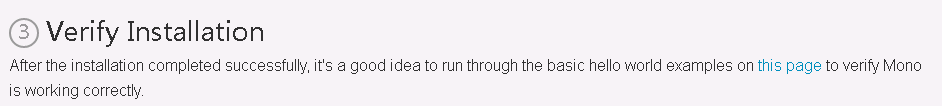 3 Verify Installation
After the installation completed successfully, it's a good idea to run through the basic hello world examples on this page to verify Mono
is working correctly.